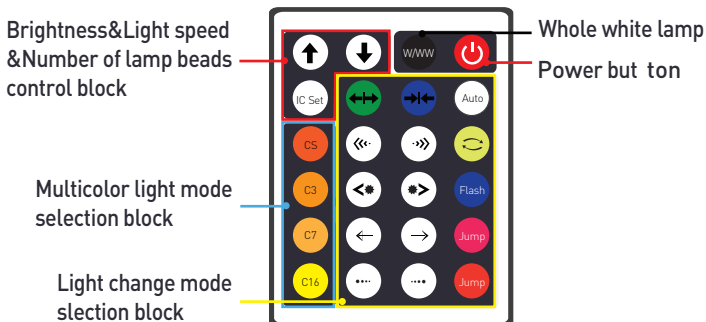 Brightness&Light speed
&Number of lamp beads
control block
Whole white lamp
Power but ton
W/WW
IC Set
Auto
CS
C3
Flash
Multicolor light mode
selection block
C7
Jump
C16
Jump
Light change mode
slection block